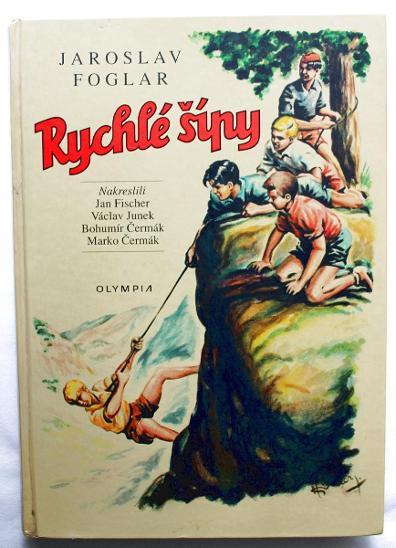 JAROSLAV
FOGLAR
Rychlé šípy
Nakreslili
Jan Fischer
Václav Junek
Bohumír Čermák
Marko Čermák
OLYMPIA